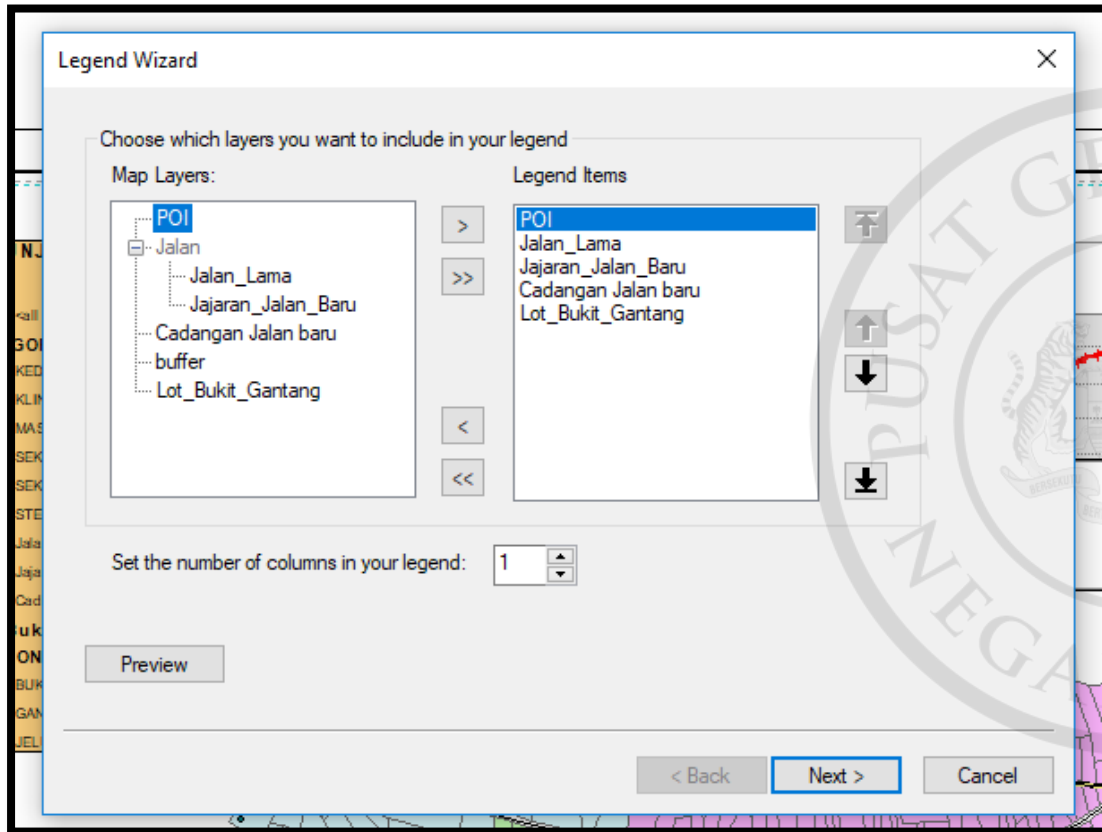 Legend Wizard
Choose which layers you want to include in your legend
Map Layers:
Legend Items
POI
Jalan
Jalan_Lama
Jajaran_Jalan_Baru
Cadangan Jalan baru
buffer
Lot_Bukit_Gantang
>
>>
<
<<
POI
Jalan_Lama
Jajaran_Jalan_Baru
Cadangan Jalan baru
Lot_Bukit_Gantang
Set the number of columns in your legend:
1
Preview
< Back
Next >
Cancel
PUSAT
NEGA